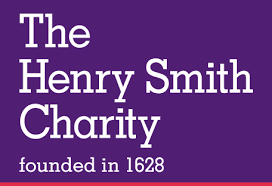 The
Henry Smith
Charity
founded in 1628